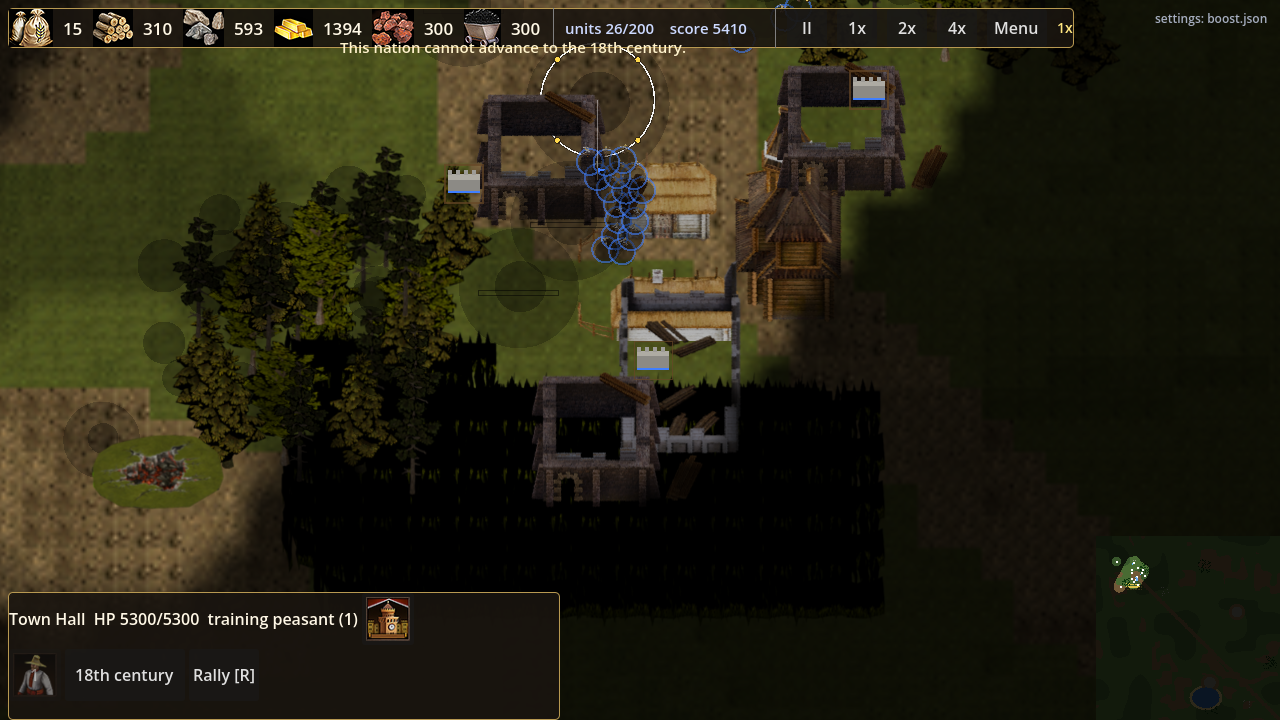 15 310 593 1394 300 300 units 26/200 score 5410 II 1x 2x 4x Menu 1x
settings: boost.json
This nation cannot advance to the 18th century.
Town Hall HP 5300/5300 training peasant (1)
18th century Rally [R]